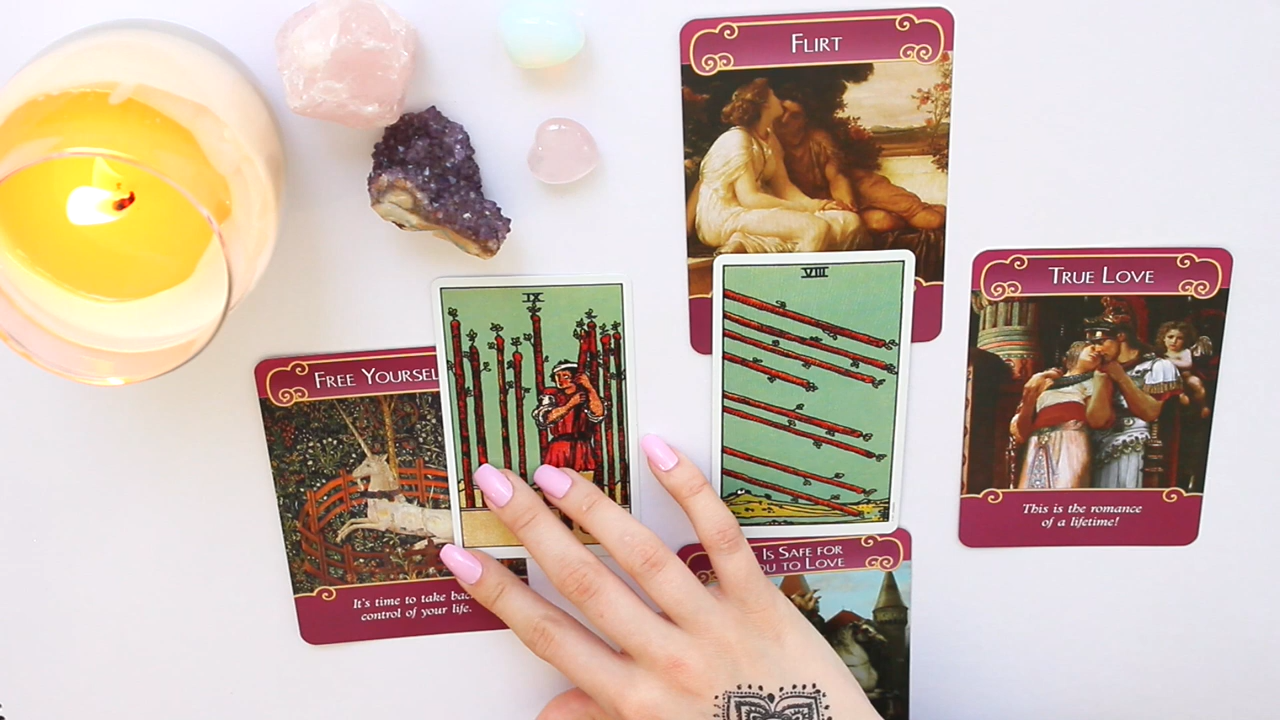 FLIRT
VIII
TRUE LOVE
This is the romance
of a lifetime!
IX
FREE YOURSEL
It's time to take bac
control of your life.
IS SAFE FOR
OU TO LOVE